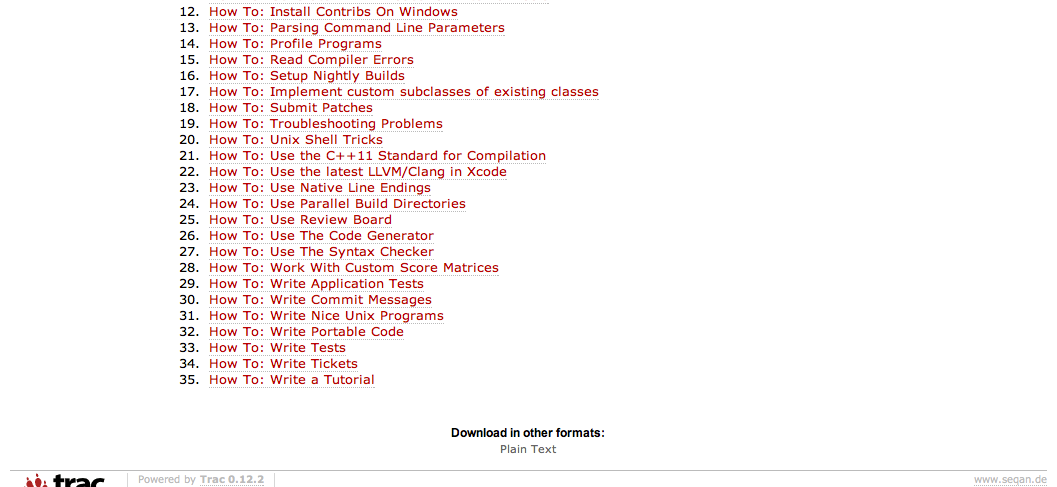 12. How To: Install Contribs On Windows
13. How To: Parsing Command Line Parameters
14. How To: Profile Programs
15. How To: Read Compiler Errors
16. How To: Setup Nightly Builds
17. How To: Implement custom subclasses of existing classes
18. How To: Submit Patches
19. How To: Troubleshooting Problems
20. How To: Unix Shell Tricks
21. How To: Use the C++11 Standard for Compilation
22. How To: Use the latest LLVM/Clang in Xcode
23. How To: Use Native Line Endings
24. How To: Use Parallel Build Directories
25. How To: Use Review Board
26. How To: Use The Code Generator
27. How To: Use The Syntax Checker
28. How To: Work With Custom Score Matrices
29. How To: Write Application Tests
30. How To: Write Commit Messages
31. How To: Write Nice Unix Programs
32. How To: Write Portable Code
33. How To: Write Tests
34. How To: Write Tickets
35. How To: Write a Tutorial
Download in other formats:
Plain Text
trac Powered by Trac 0.12.2 www.seqan.de